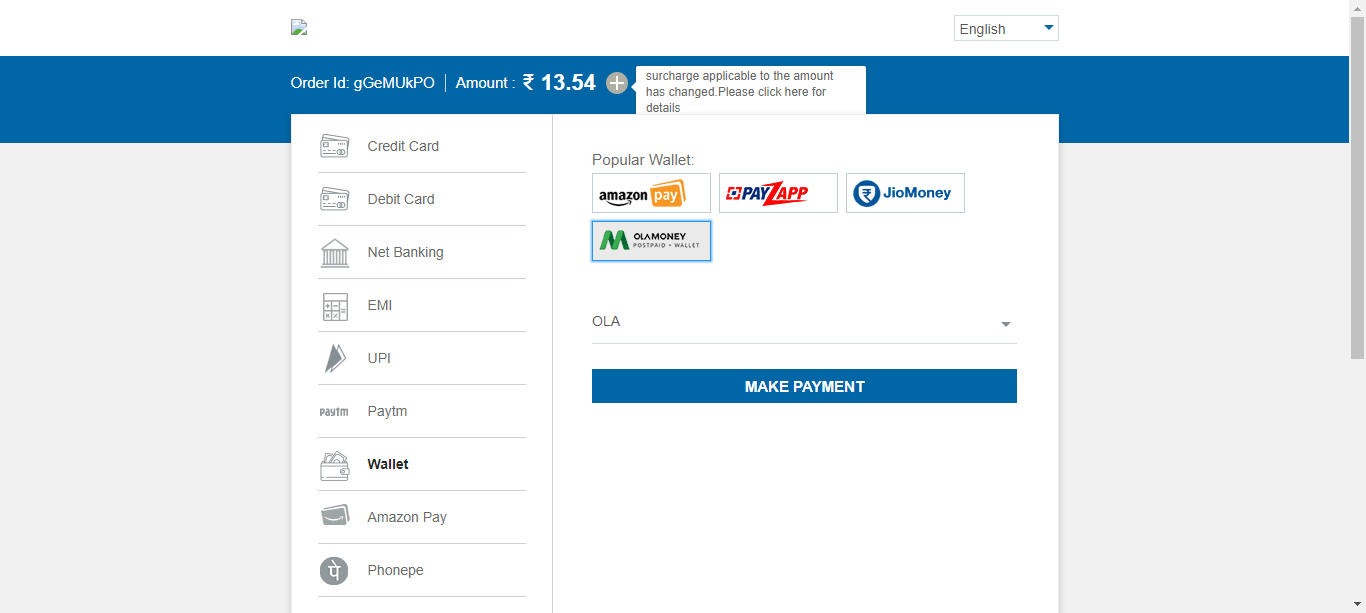 English
Order Id: gGeMUkPO
Amount : ₹ 13.54
surcharge applicable to the amount
has changed.Please click here for
details
Credit Card
Debit Card
Net Banking
EMI
UPI
Paytm
Paytm
Wallet
Amazon Pay
पे
Phonepe
Popular Wallet:
amazon pay
PAYZAPP
₹ JioMoney
OLAMONEY
POSTPAID + WALLET
OLA
MAKE PAYMENT